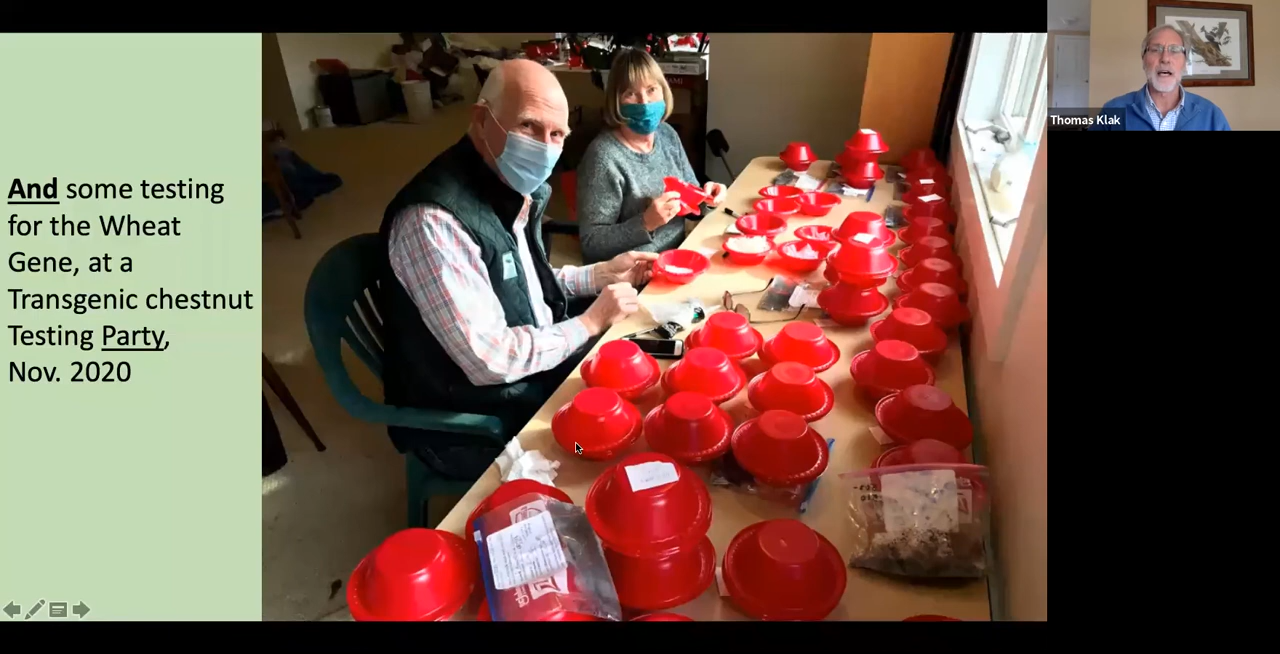 And some testing
for the Wheat
Gene, at a
Transgenic chestnut
Testing Party,
Nov. 2020
Thomas Klak